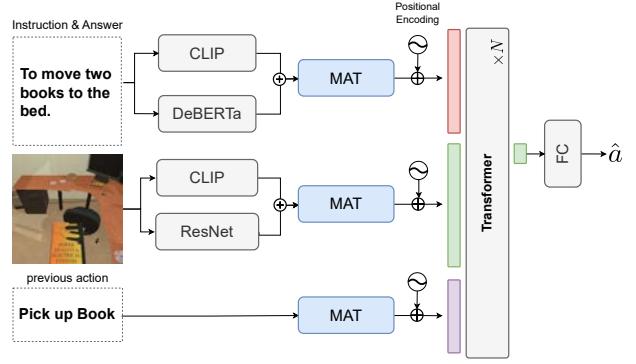 Instruction & Answer
To move two
books to the
bed.
CLIP
DeBERTa
MAT
Positional
Encoding
CLIP
ResNet
MAT
previous action
Pick up Book
MAT
×N
Transformer
FC
â